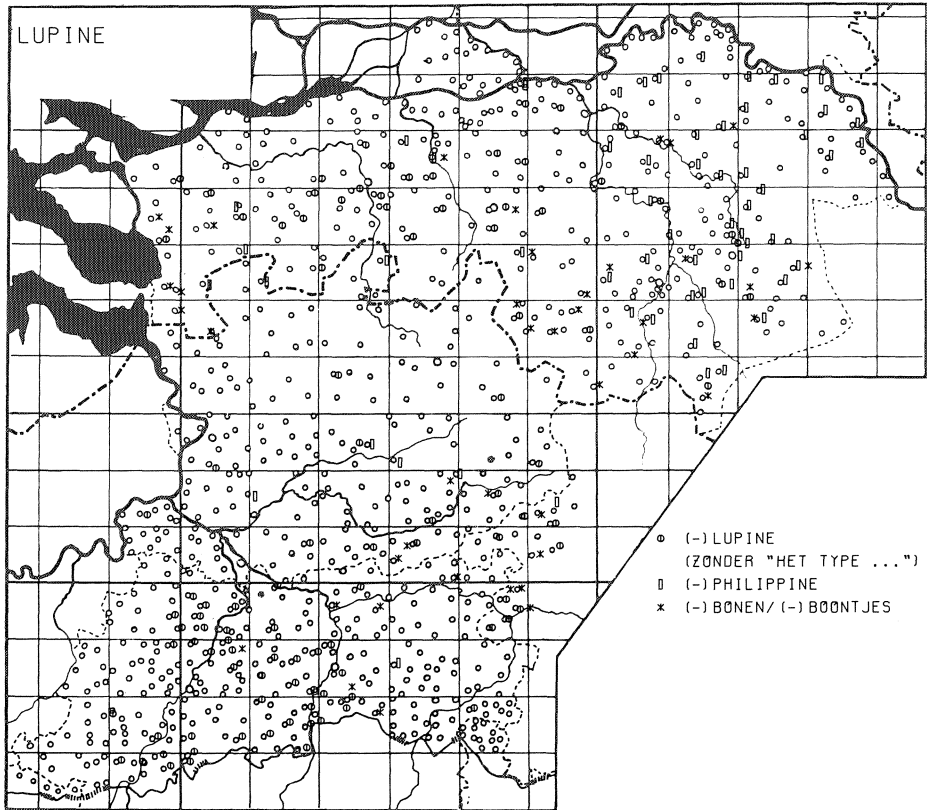 LUPINE
(-) LUPINE
(ZONDER "HET TYPE ...")
(-) PHILIPPINE
(-) BONEN/ (-) BOONTJES